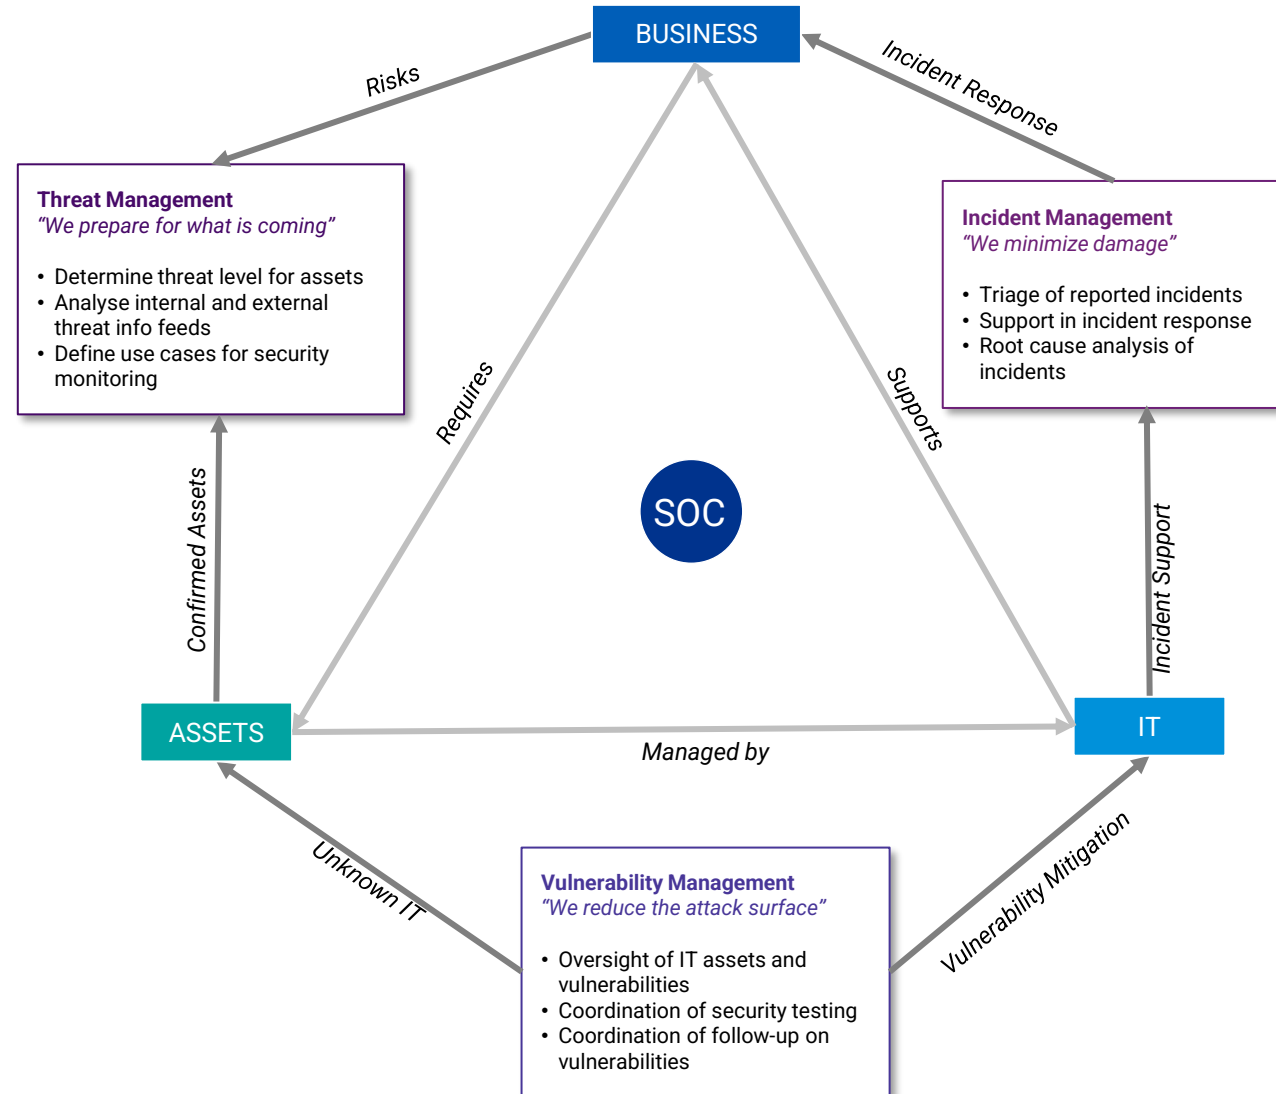 BUSINESS
Risks
Incident Response
Threat Management
“We prepare for what is coming”
• Determine threat level for assets
• Analyse internal and external
threat info feeds
• Define use cases for security
monitoring
Incident Management
“We minimize damage”
• Triage of reported incidents
• Support in incident response
• Root cause analysis of
incidents
Requires
Supports
SOC
Confirmed Assets
Incident Support
ASSETS
Managed by
IT
Unknown IT
Vulnerability Mitigation
Vulnerability Management
“We reduce the attack surface”
• Oversight of IT assets and
vulnerabilities
• Coordination of security testing
• Coordination of follow-up on
vulnerabilities